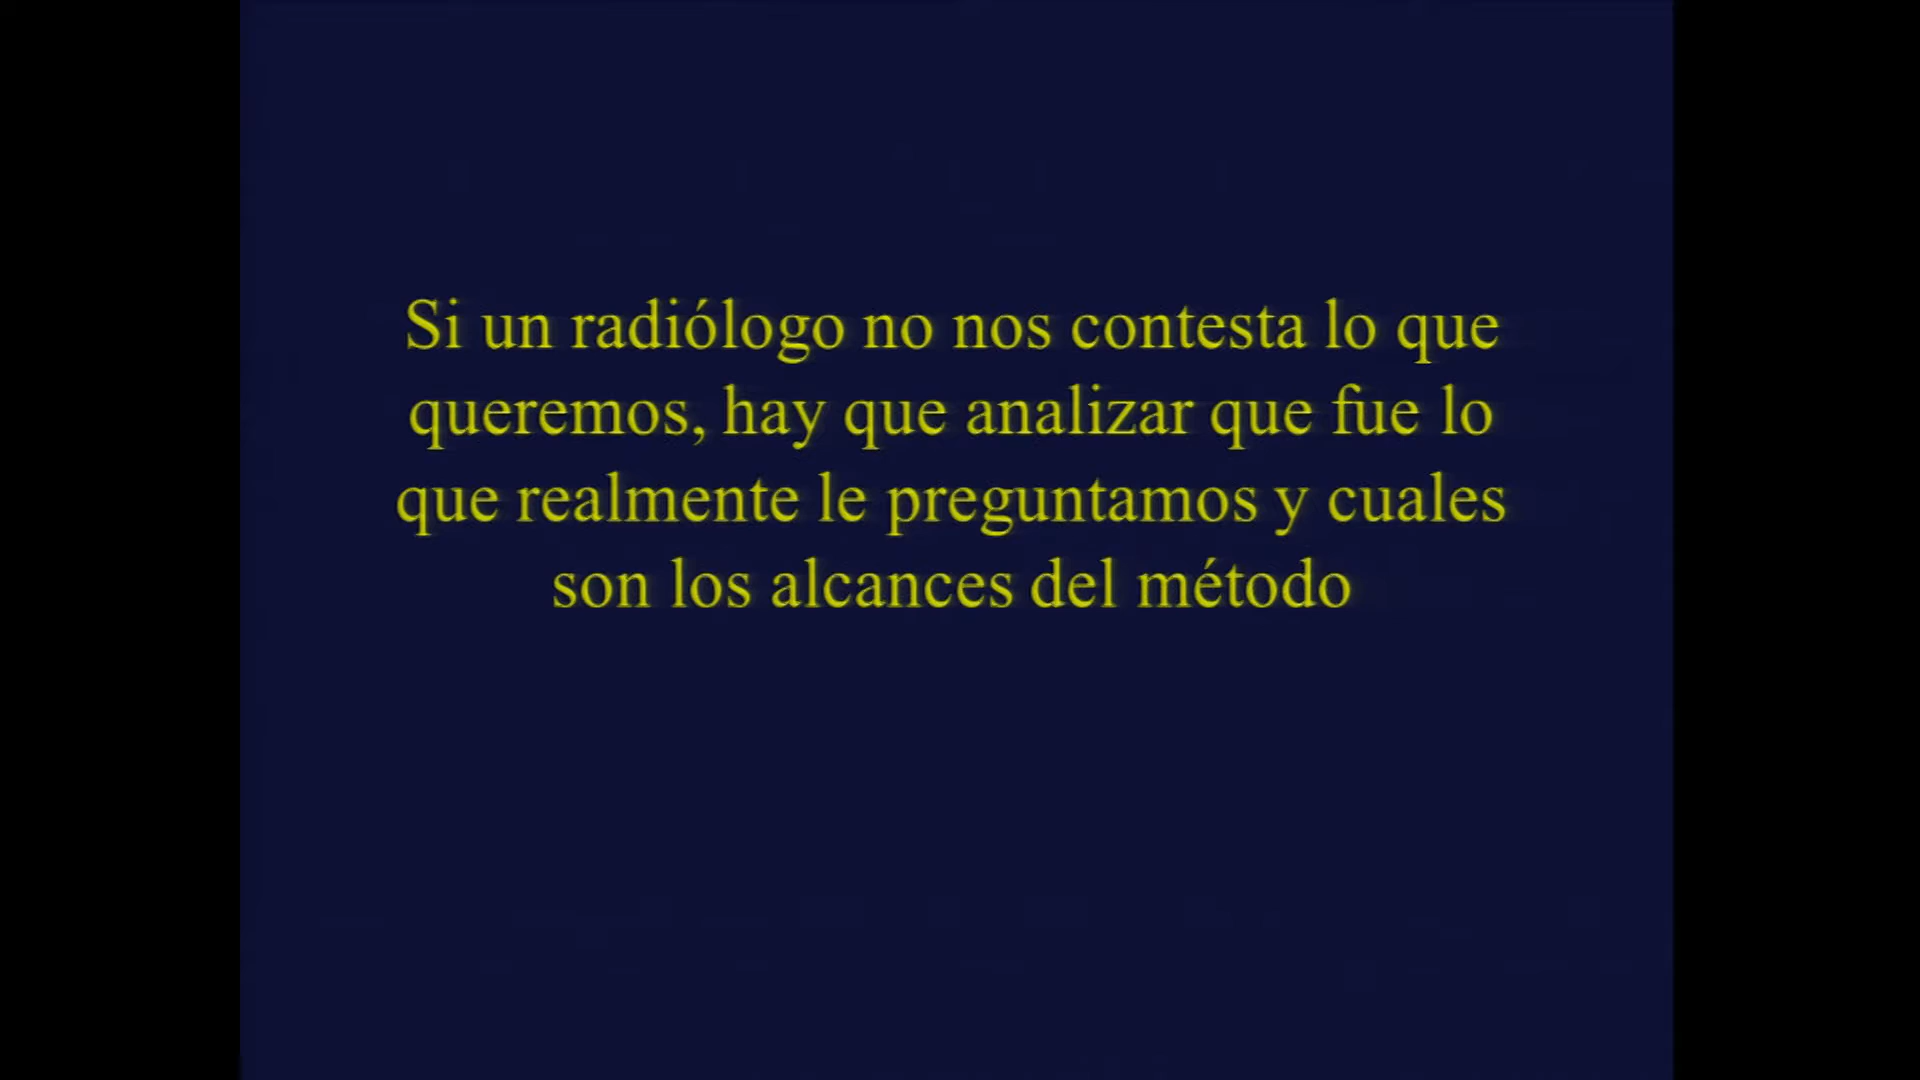 Si un radiólogo no nos contesta lo que
queremos, hay que analizar que fue lo
que realmente le preguntamos y cuales
son los alcances del método